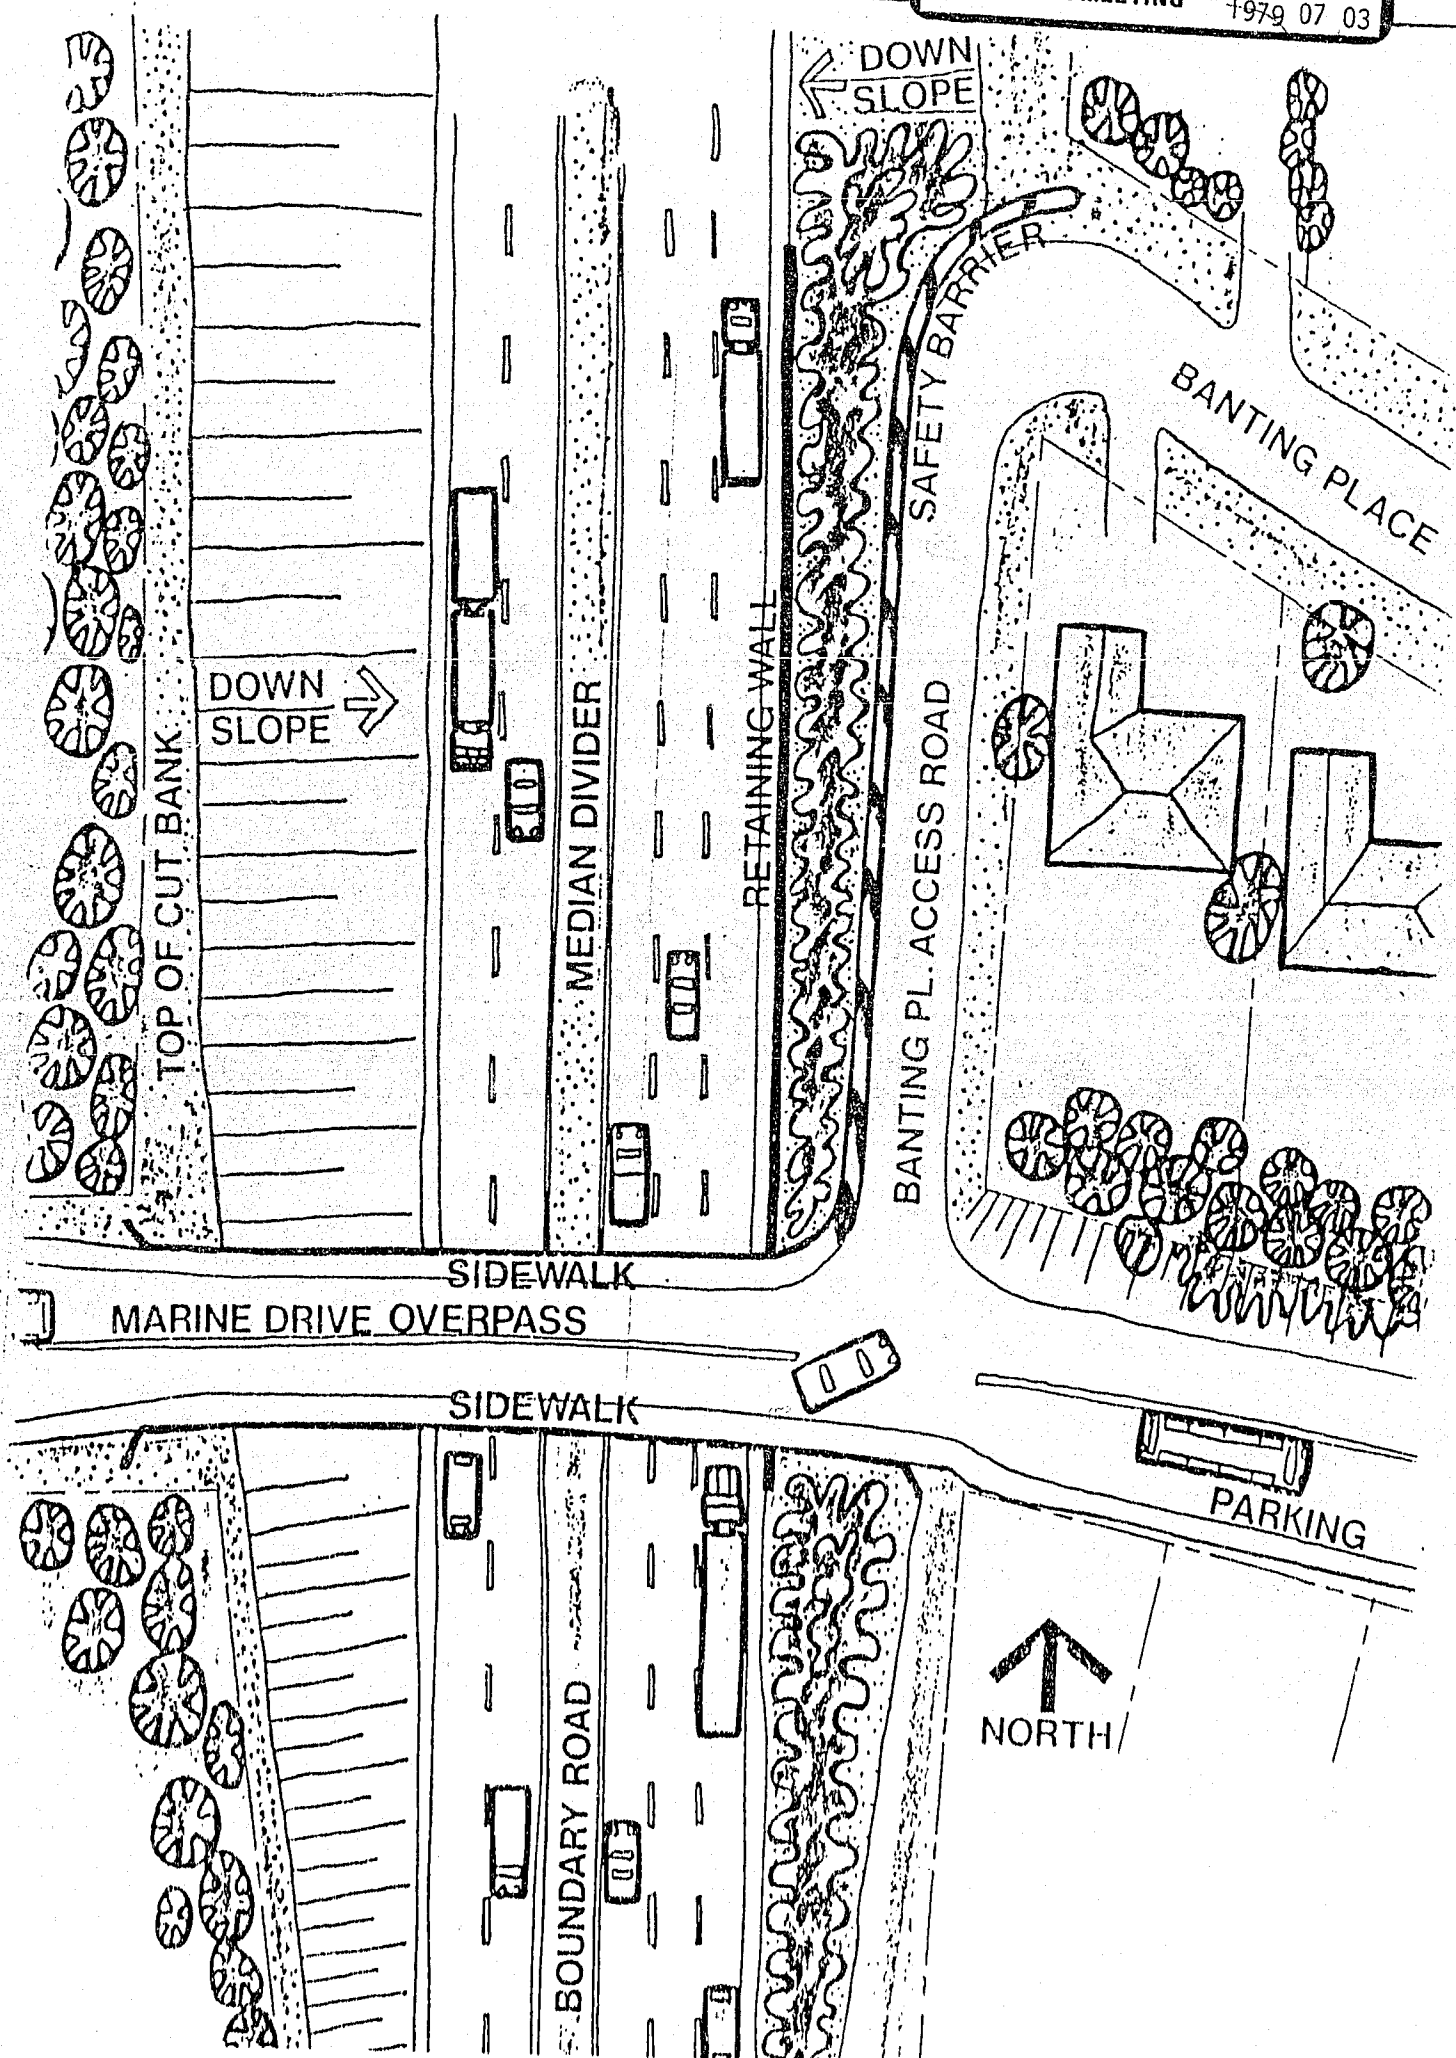 1979 07 03
DOWN
SLOPE
SAFETY BARRIER
BANTING PLACE
DOWN
SLOPE
TOP OF CUT BANK
MEDIAN DIVIDER
RETAINING WALL
BANTING PL. ACCESS ROAD
SIDEWALK
MARINE DRIVE OVERPASS
SIDEWALK
PARKING
BOUNDARY ROAD
NORTH